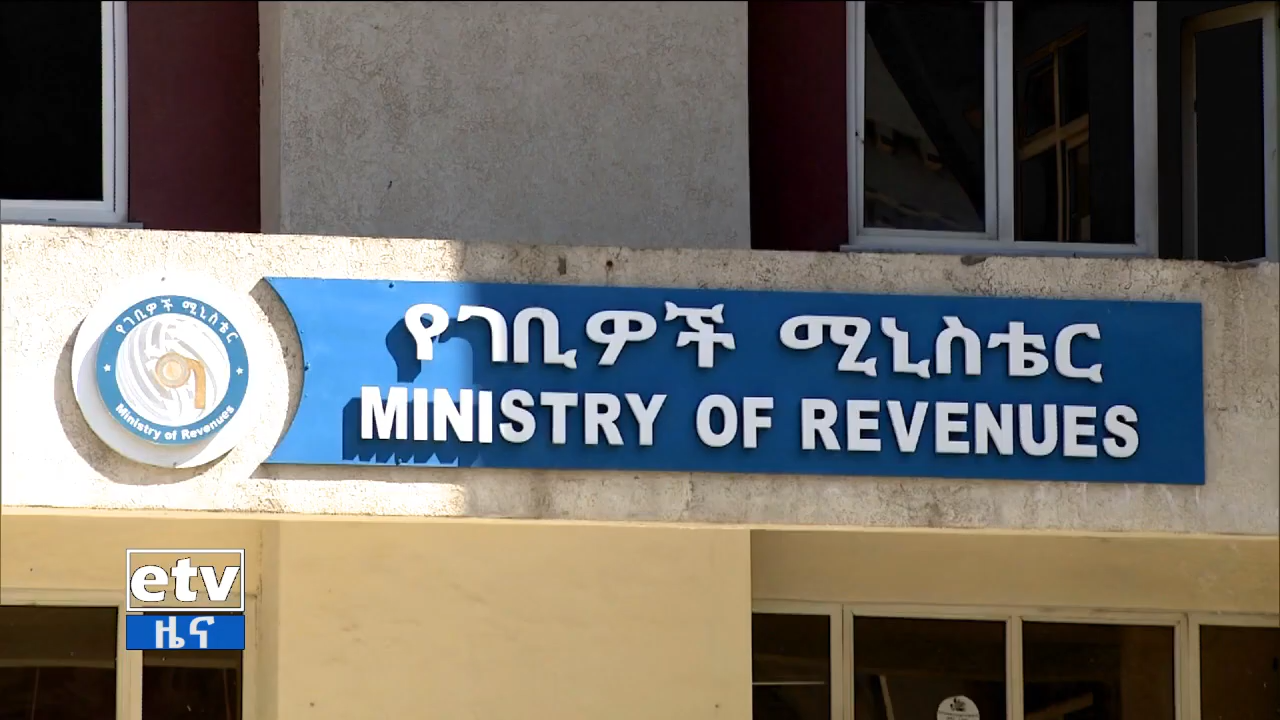 የገቢዎች ሚኒስቴር
MINISTRY OF REVENUES
የገቢዎች ሚኒስቴር
Ministry of Revenues
etv
ዜና